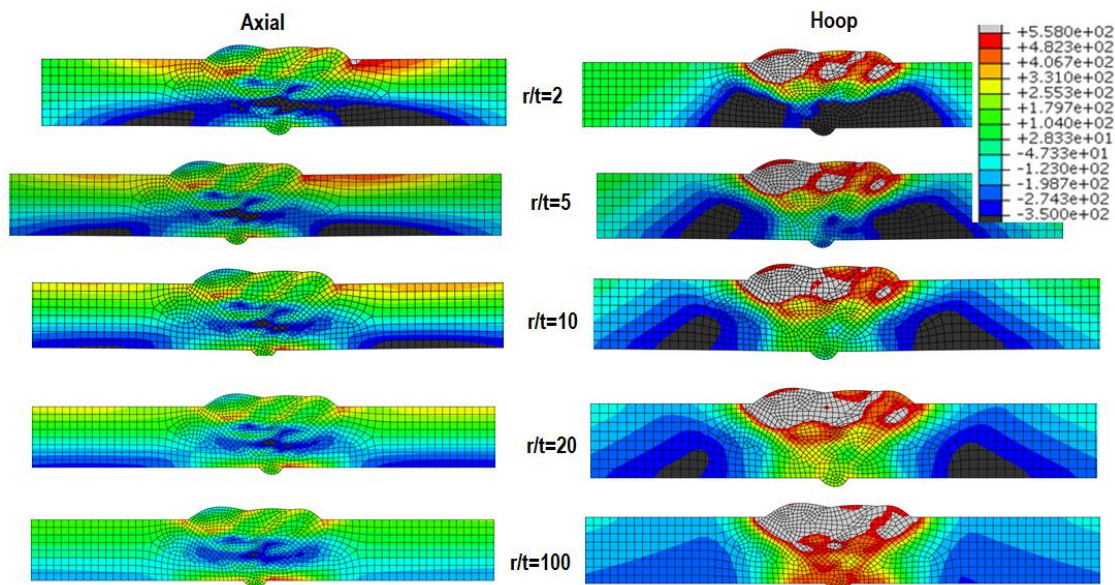 Axial
Hoop
+5.580e+02
+4.823e+02
+4.067e+02
+3.310e+02
+2.553e+02
+1.797e+02
+1.040e+02
+2.833e+01
-4.733e+01
-1.230e+02
-1.987e+02
-2.743e+02
-3.500e+02
r/t=2
r/t=5
r/t=10
r/t=20
r/t=100